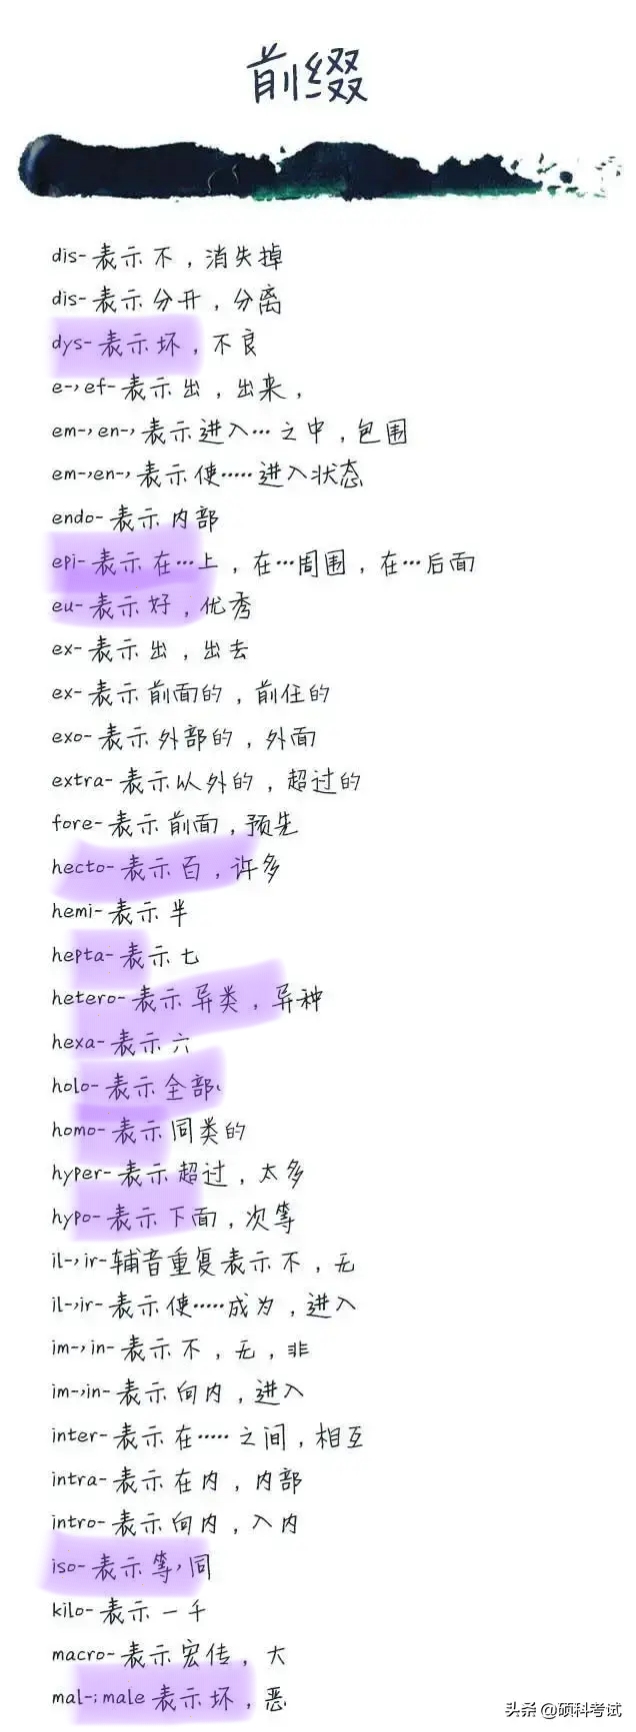 前缀
dis-表示不，消失掉
dis-表示分开，分离
dys-表示坏，不良
e-,ef-表示出，出来，
em-,en-,表示进入…之中，包围
em-,en-,表示使……进入状态
endo-表示内部
epi-表示在…上，在…周围，在…后面
eu-表示好，优秀
ex-表示出，出去
ex-表示前面的，前任的
exo-表示外部的，外面
extra-表示以外的，超过的
fore-表示前面，预先
hecto-表示百，许多
hemi-表示半
hepta-表示七
hetero-表示异类，异种
hexa-表示六
holo-表示全部、
homo-表示同类的
hyper-表示超过，太多
hypo-表示下面，次等
il-,ir-辅音重复表示不，无
il-,ir-表示使……成为，进入
im-,in-表示不，无，非
im-,in-表示向内，进入
inter-表示在……之间，相互
intra-表示在内，内部
intro-表示向内，入内
iso-表示等,同
kilo-表示一千
macro-表示宏传，大
mal-;male表示坏，恶
头条 @硕科考试